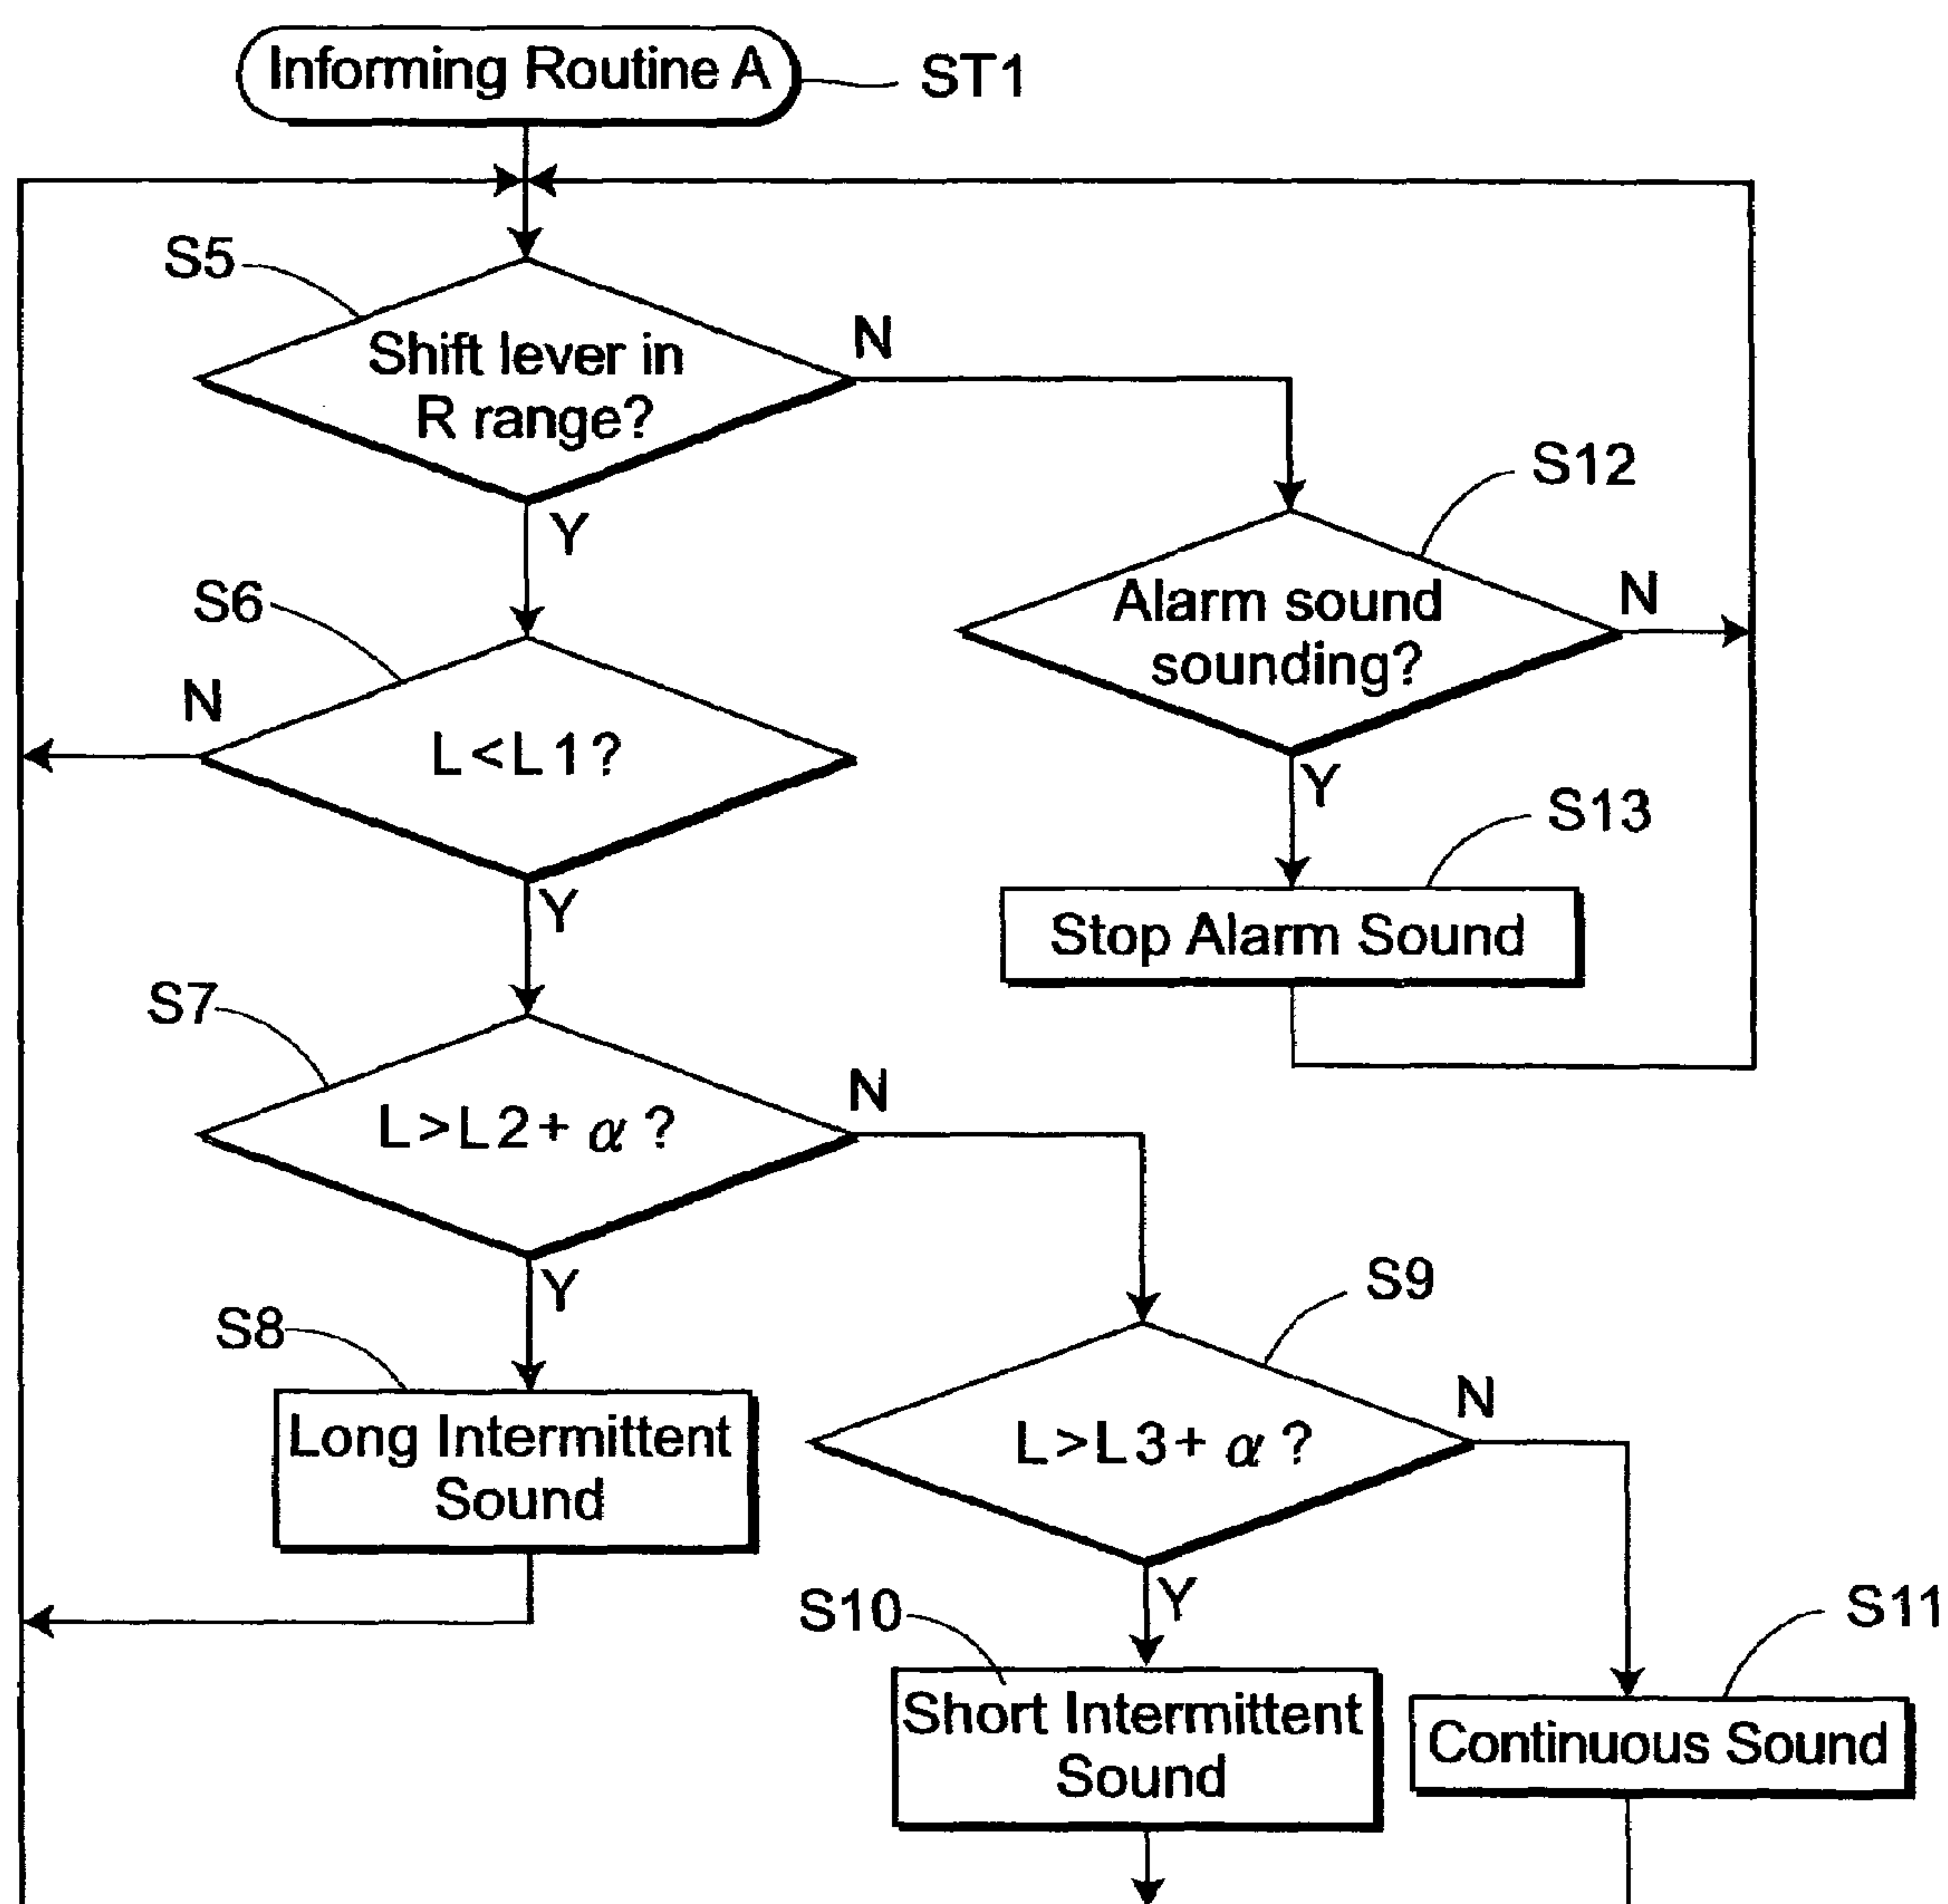 Informing Routine A
ST1
S5
Shift lever in
R range?
N
Y
S12
Alarm sound
sounding?
N
Y
S6
N
L<L1?
Y
S13
Stop Alarm Sound
S7
L>L2+α?
N
Y
S8
Long Intermittent
Sound
S9
L>L3+α?
N
Y
S10
Short Intermittent
Sound
S11
Continuous Sound